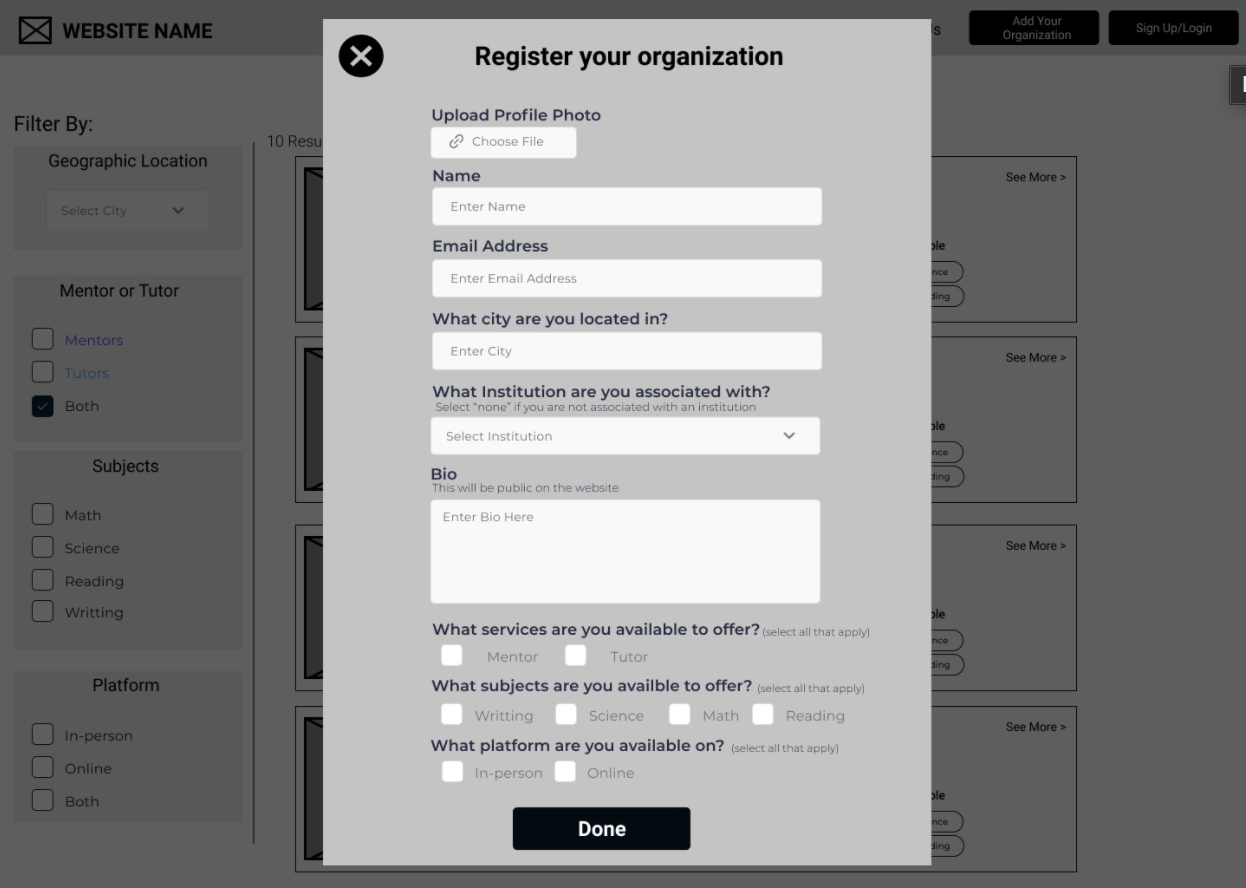 WEBSITE NAME
Add Your
Organization
Sign Up/Login
Filter By:
Geographic Location
Select City
Mentor or Tutor
Mentors
Tutors
Both
Subjects
Math
Science
Reading
Writting
Platform
In-person
Online
Both
10 Resu
Register your organization
Upload Profile Photo
Choose File
Name
Enter Name
Email Address
Enter Email Address
What city are you located in?
Enter City
What Institution are you associated with?
Select “none” if you are not associated with an institution
Select Institution
Bio
This will be public on the website
Enter Bio Here
What services are you available to offer? (select all that apply)
Mentor Tutor
What subjects are you availble to offer? (select all that apply)
Writting Science Math Reading
What platform are you available on? (select all that apply)
In-person Online
Done
See More >
ble
nce
ding
See More >
ble
nce
ding
See More >
ble
nce
ding
See More >
ble
nce
ding